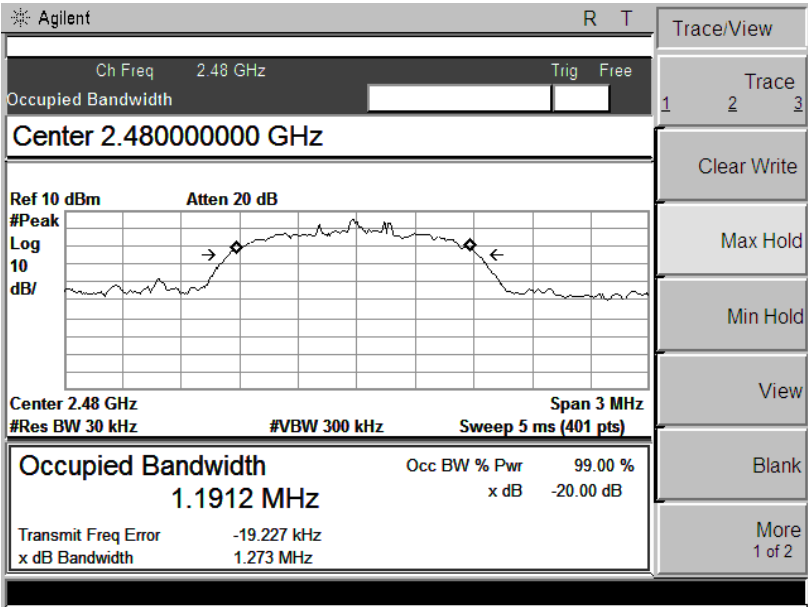 Agilent R T
Ch Freq 2.48 GHz Trig Free
Occupied Bandwidth
Center 2.480000000 GHz
Ref 10 dBm Atten 20 dB
#Peak
Log
10
dB/
Center 2.48 GHz Span 3 MHz
#Res BW 30 kHz #VBW 300 kHz Sweep 5 ms (401 pts)
Occupied Bandwidth Occ BW % Pwr 99.00 %
1.1912 MHz x dB -20.00 dB
Transmit Freq Error -19.227 kHz
x dB Bandwidth 1.273 MHz
Trace/View
Trace
1 2 3
Clear Write
Max Hold
Min Hold
View
Blank
More
1 of 2